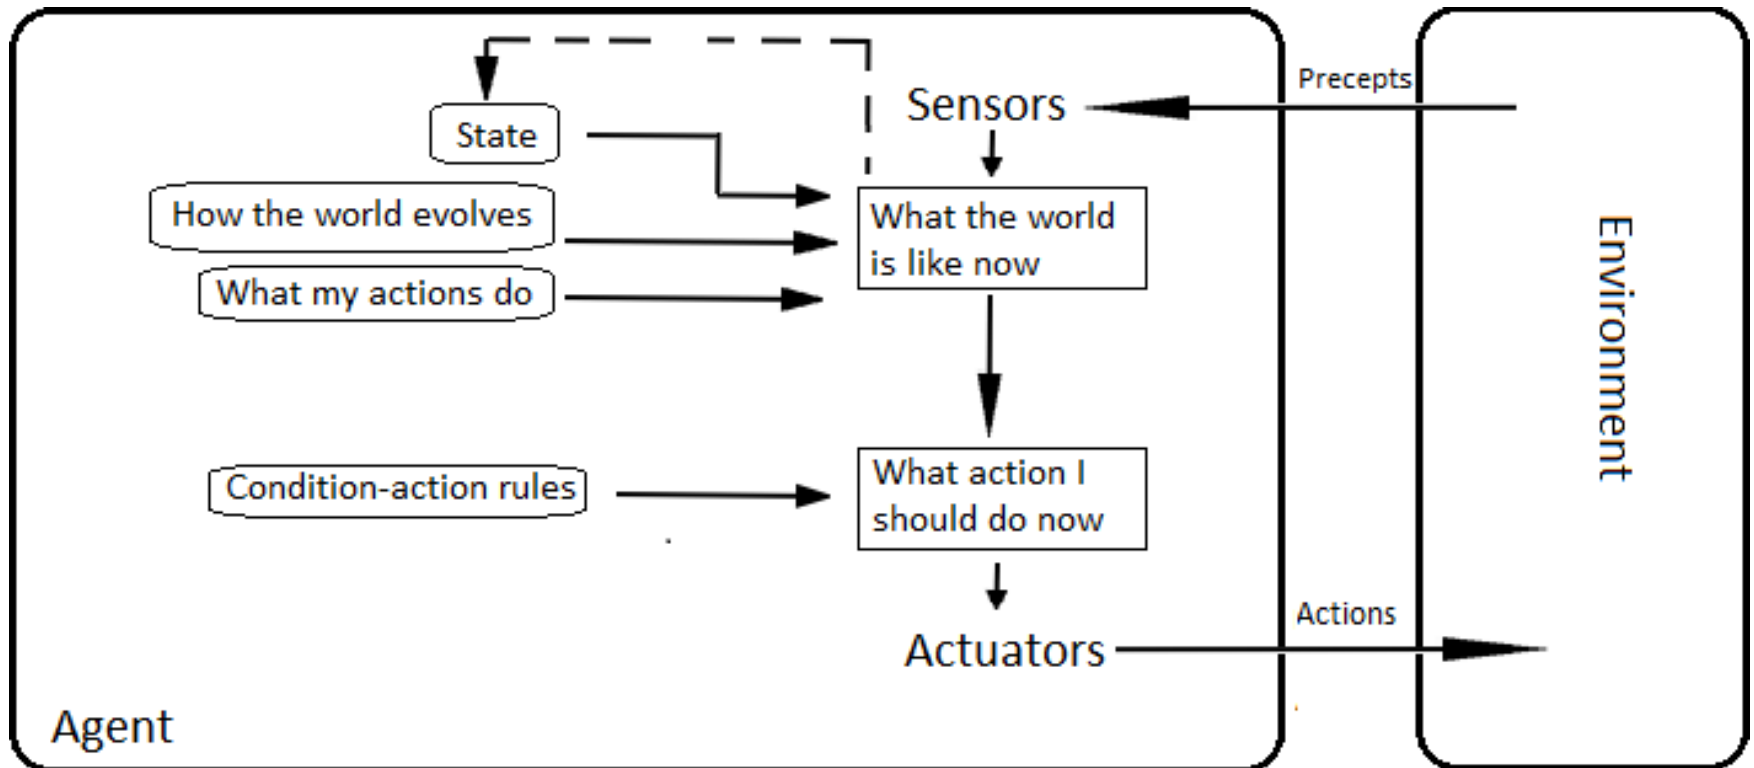 Precepts
Sensors
State
How the world evolves
What the world
is like now
What my actions do
Environment
Condition-action rules
What action I
should do now
Actions
Actuators
Agent